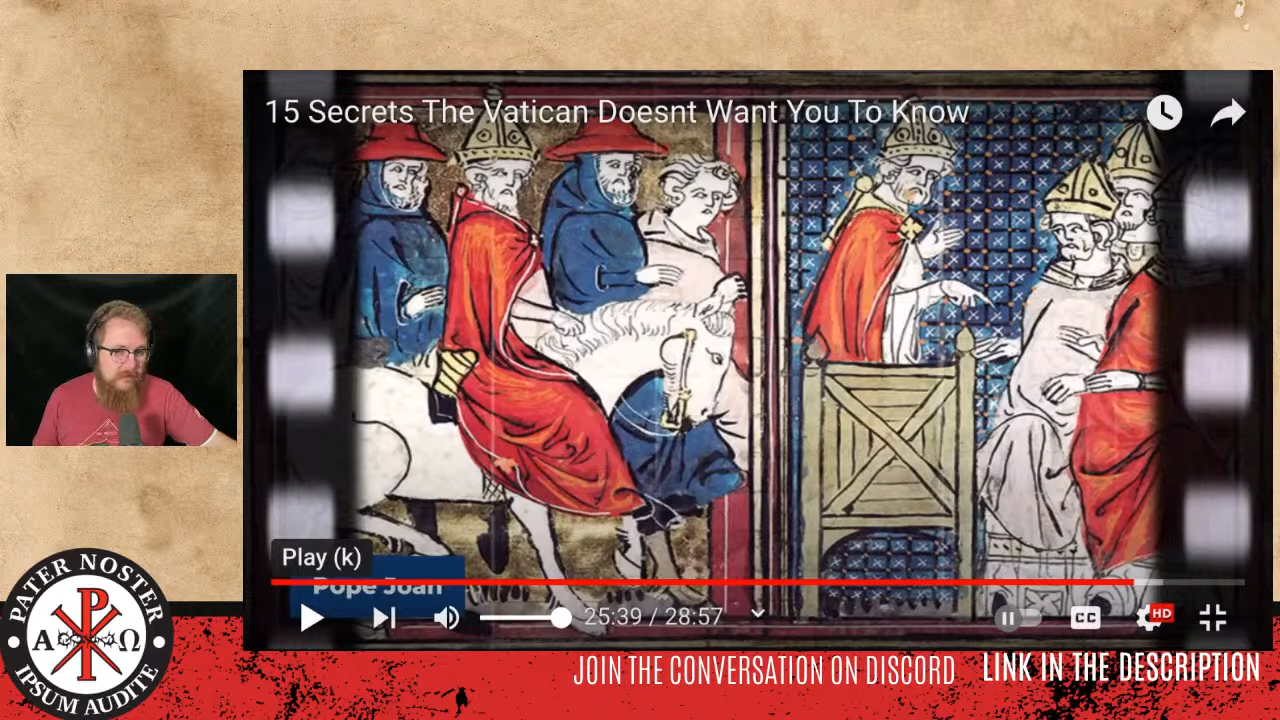 15 Secrets The Vatican Doesnt Want You To Know
Play (k)
Pope Joan
25:39 / 28:57
CC
HD
PATER NOSTER
Α Ω
IPSUM AUDITE
JOIN THE CONVERSATION ON DISCORD
LINK IN THE DESCRIPTION